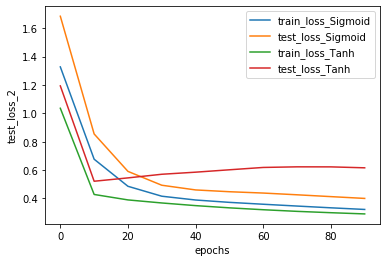 train_loss_Sigmoid
test_loss_Sigmoid
train_loss_Tanh
test_loss_Tanh
test_loss_2
1.6
1.4
1.2
1.0
0.8
0.6
0.4
0 20 40 60 80
epochs